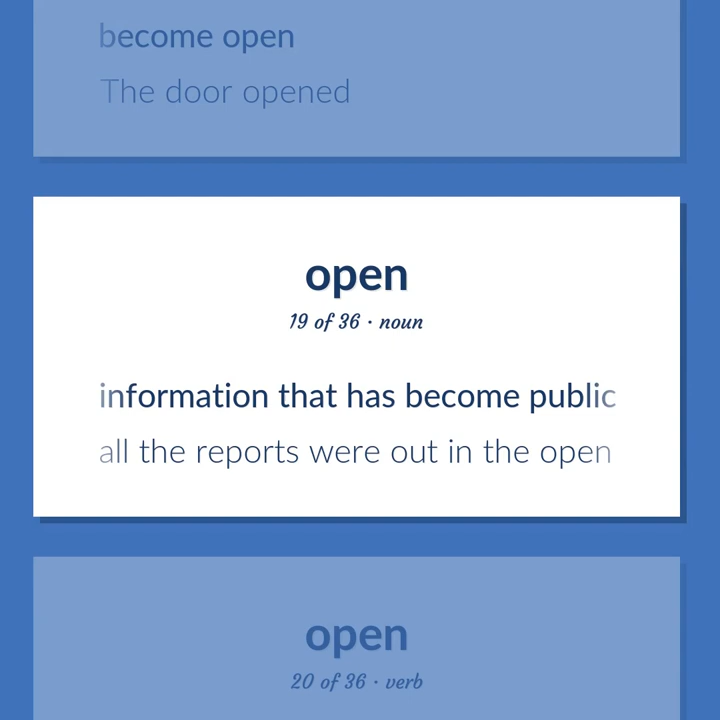 become open
The door opened
open
19 of 36 · noun
information that has become public
all the reports were out in the open
open
20 of 36 · verb